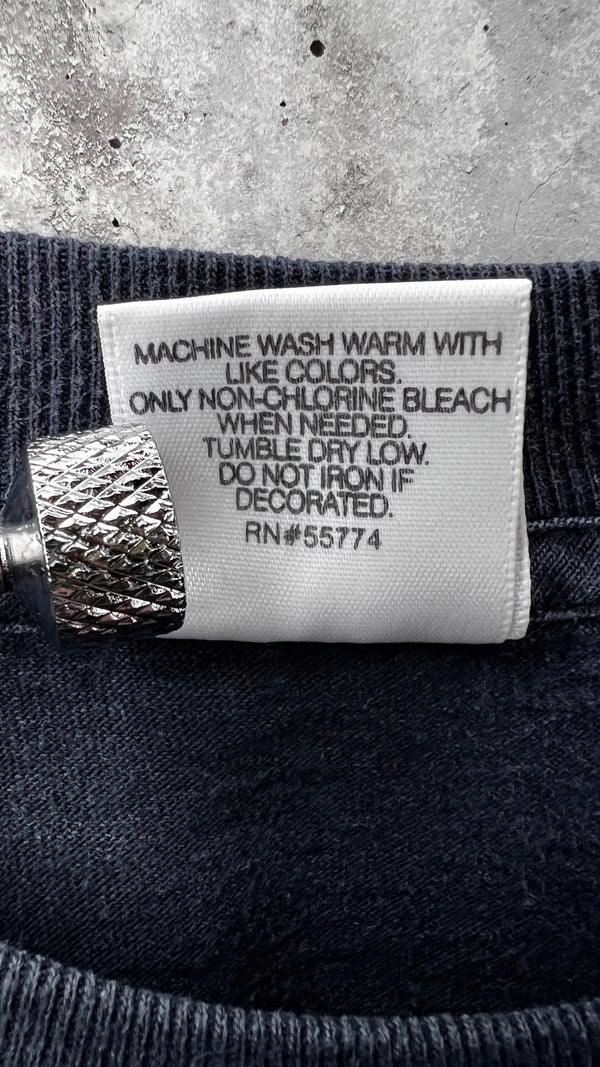 MACHINE WASH WARM WITH
LIKE COLORS.
ONLY NON-CHLORINE BLEACH
WHEN NEEDED.
TUMBLE DRY LOW.
DO NOT IRON IF
DECORATED.
RN#55774